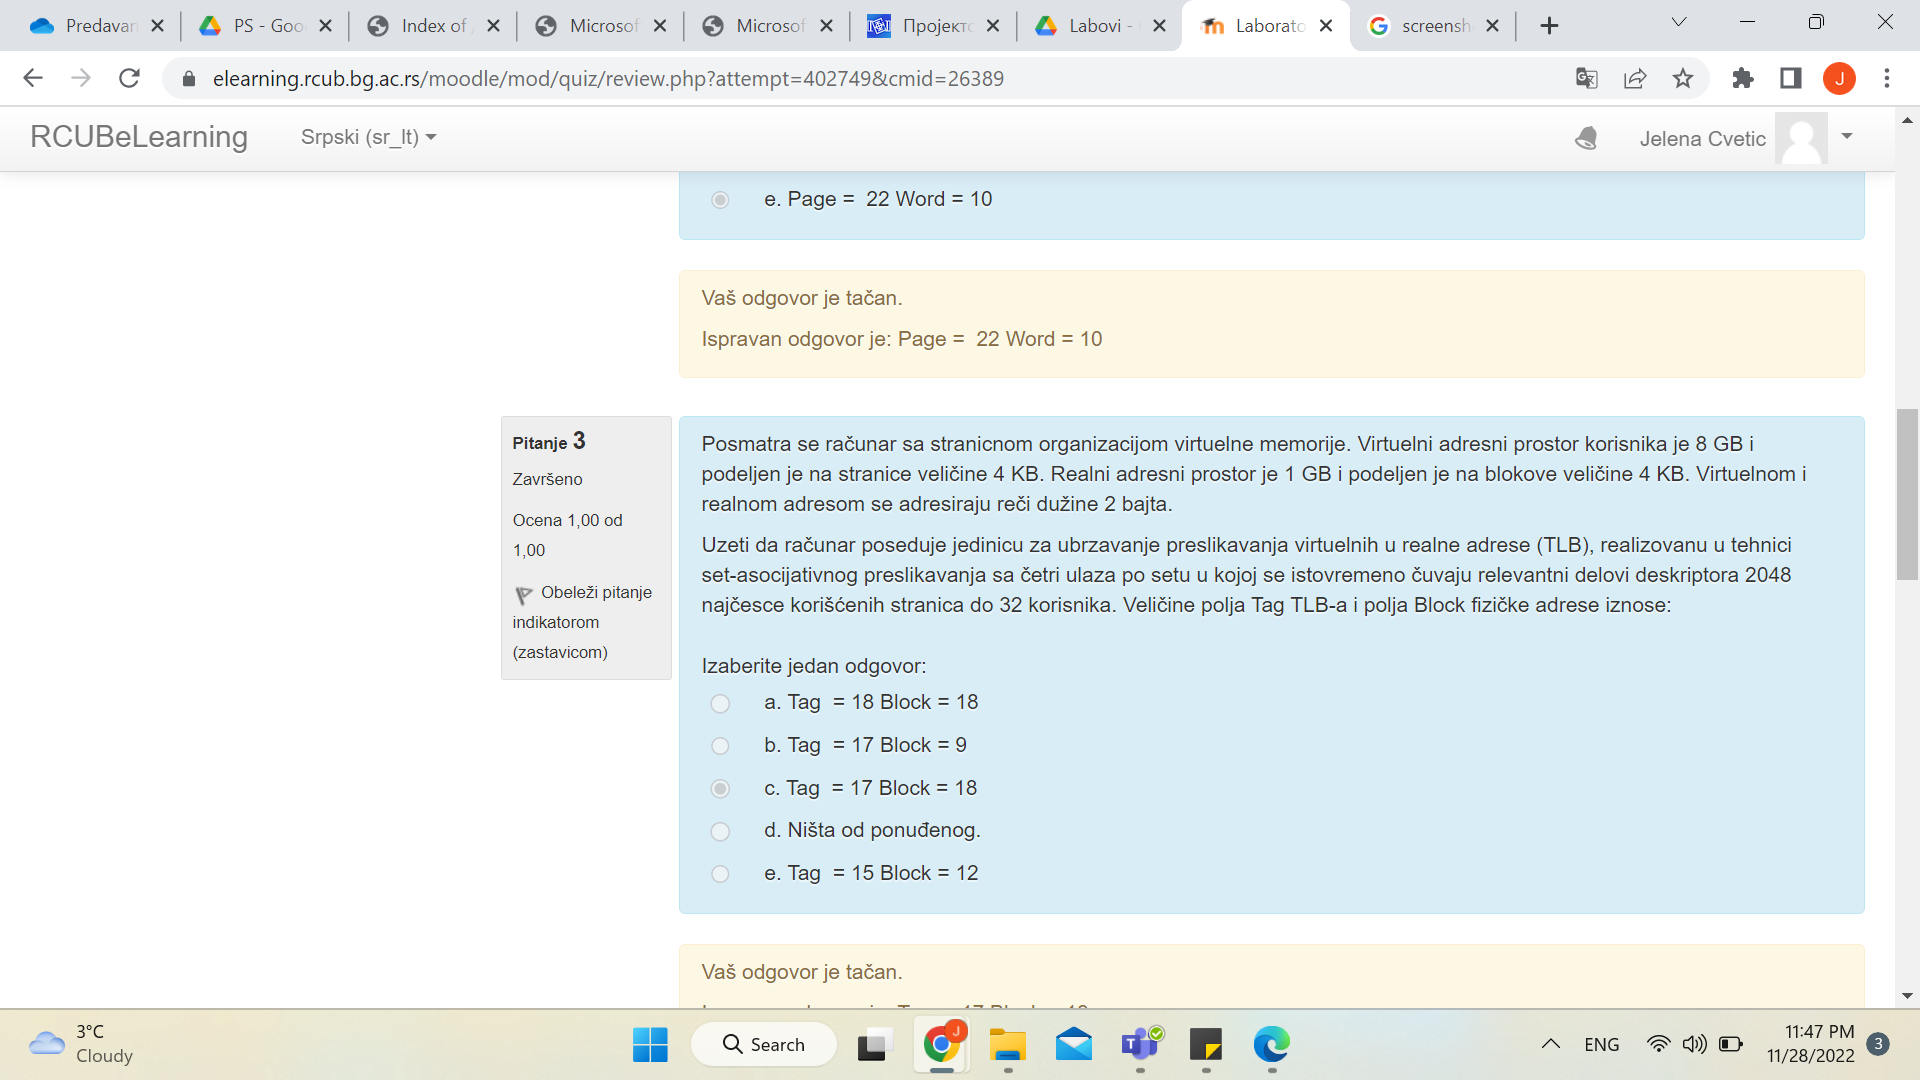 Predavan
PS - Goo
Index of
Microsof
Microsof
Пројект
Labovi -
Laborato
screensh
elearning.rcub.bg.ac.rs/moodle/mod/quiz/review.php?attempt=402749&cmid=26389
J
RCUBeLearning
Srpski (sr_lt)
Jelena Cvetic
e. Page =  22 Word = 10
Vaš odgovor je tačan.
Ispravan odgovor je: Page =  22 Word = 10
Pitanje 3
Završeno
Ocena 1,00 od
1,00
Obeleži pitanje
indikatorom
(zastavicom)
Posmatra se računar sa stranicnom organizacijom virtuelne memorije. Virtuelni adresni prostor korisnika je 8 GB i
podeljen je na stranice veličine 4 KB. Realni adresni prostor je 1 GB i podeljen je na blokove veličine 4 KB. Virtuelnom i
realnom adresom se adresiraju reči dužine 2 bajta.
Uzeti da računar poseduje jedinicu za ubrzavanje preslikavanja virtuelnih u realne adrese (TLB), realizovanu u tehnici
set-asocijativnog preslikavanja sa četri ulaza po setu u kojoj se istovremeno čuvaju relevantni delovi deskriptora 2048
najčesce korišćenih stranica do 32 korisnika. Veličine polja Tag TLB-a i polja Block fizičke adrese iznose:
Izaberite jedan odgovor:
a. Tag  = 18 Block = 18
b. Tag  = 17 Block = 9
c. Tag  = 17 Block = 18
d. Ništa od ponuđenog.
e. Tag  = 15 Block = 12
Vaš odgovor je tačan.
3°C
Cloudy
Search
J
ENG
11:47 PM
11/28/2022
3